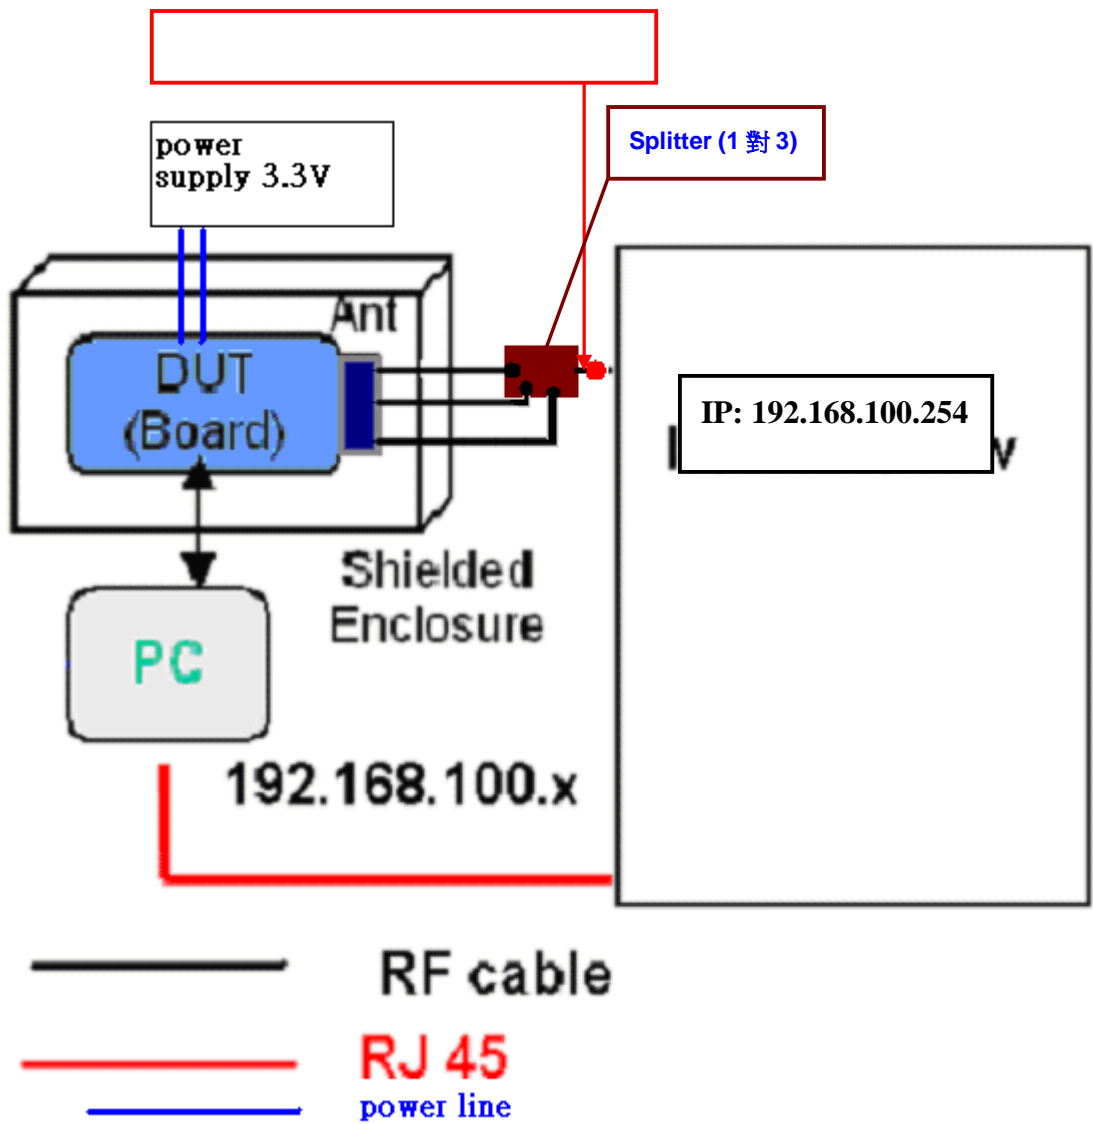 Splitter (1 對 3)
power
supply 3.3V
Ant
DUT
(Board)
IP: 192.168.100.254
Shielded
Enclosure
PC
192.168.100.x
RF cable
RJ 45
power line